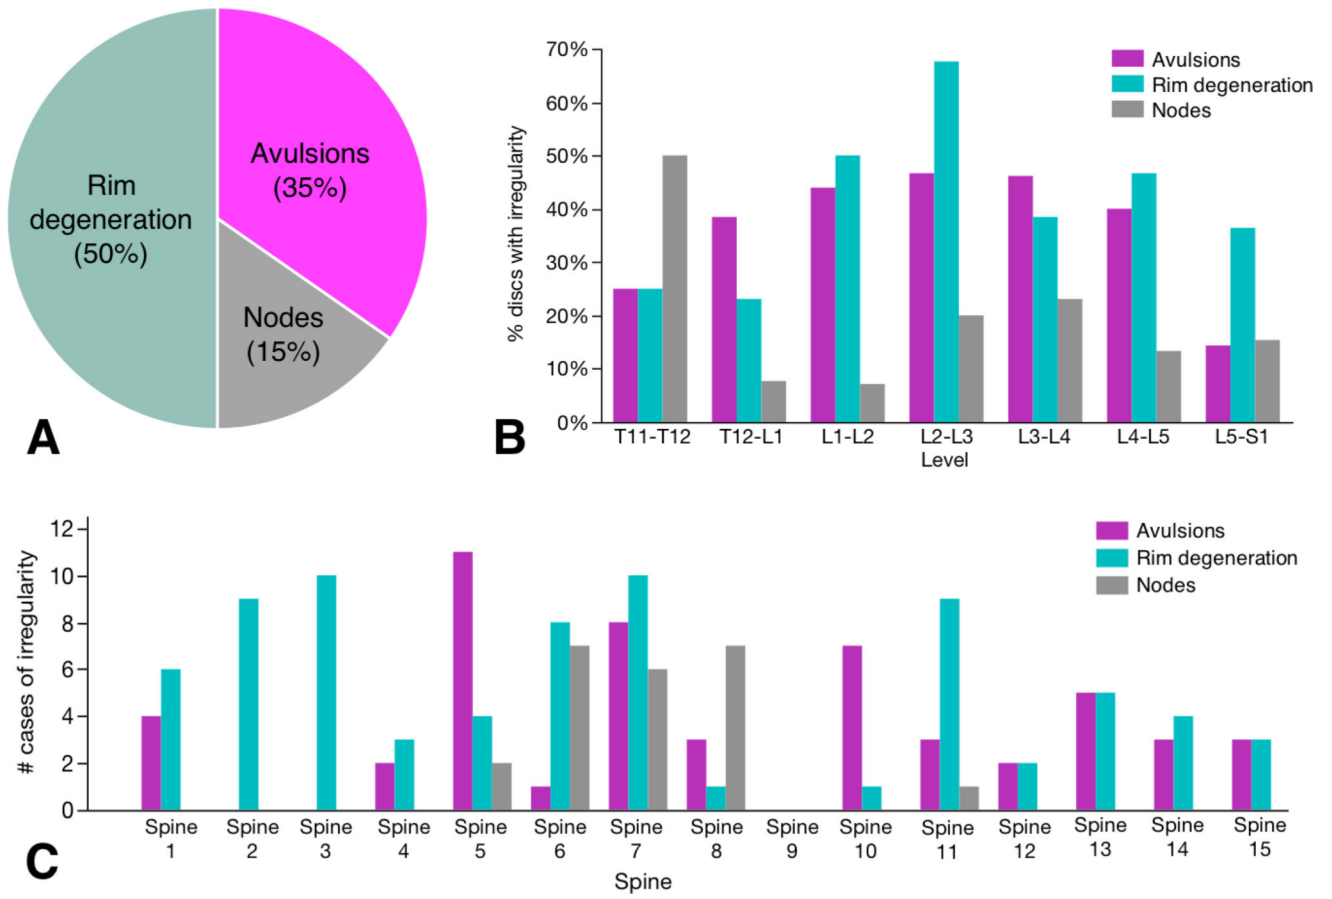 Avulsions
(35%)
Rim
degeneration
(50%)
Nodes
(15%)
A
70%
60%
50%
40%
30%
20%
10%
0%
% discs with irregularity
Avulsions
Rim degeneration
Nodes
T11-T12 T12-L1 L1-L2 L2-L3 L3-L4 L4-L5 L5-S1
Level
B
12
10
8
6
4
2
0
# cases of irregularity
Avulsions
Rim degeneration
Nodes
Spine Spine Spine Spine Spine Spine Spine Spine Spine Spine Spine Spine Spine Spine Spine
1 2 3 4 5 6 7 8 9 10 11 12 13 14 15
Spine
C